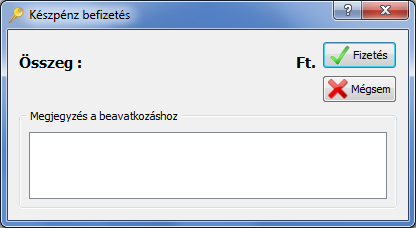 Készpénz befizetés
Összeg : Ft.
Fizetés
Mégsem
Megjegyzés a beavatkozáshoz